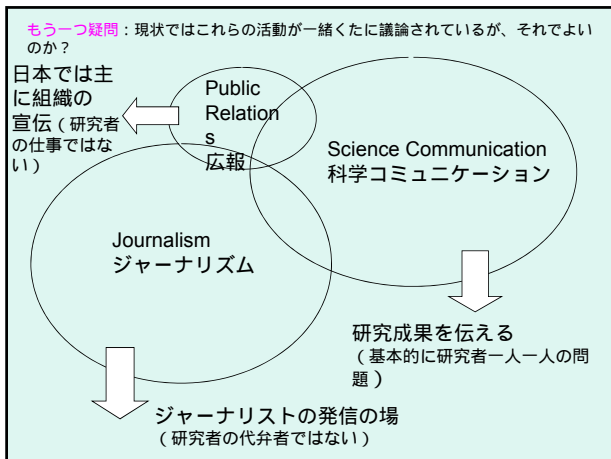 もう一つ疑問：現状ではこれらの活動が一緒くたに議論されているが、それでよい
のか？
日本では主
に組織の
宣伝（研究者
の仕事ではな
い）
Public
Relation
s
広報
Science Communication
科学コミュニケーション
Journalism
ジャーナリズム
研究成果を伝える
（基本的に研究者一人一人の問
題）
ジャーナリストの発信の場
（研究者の代弁者ではない）